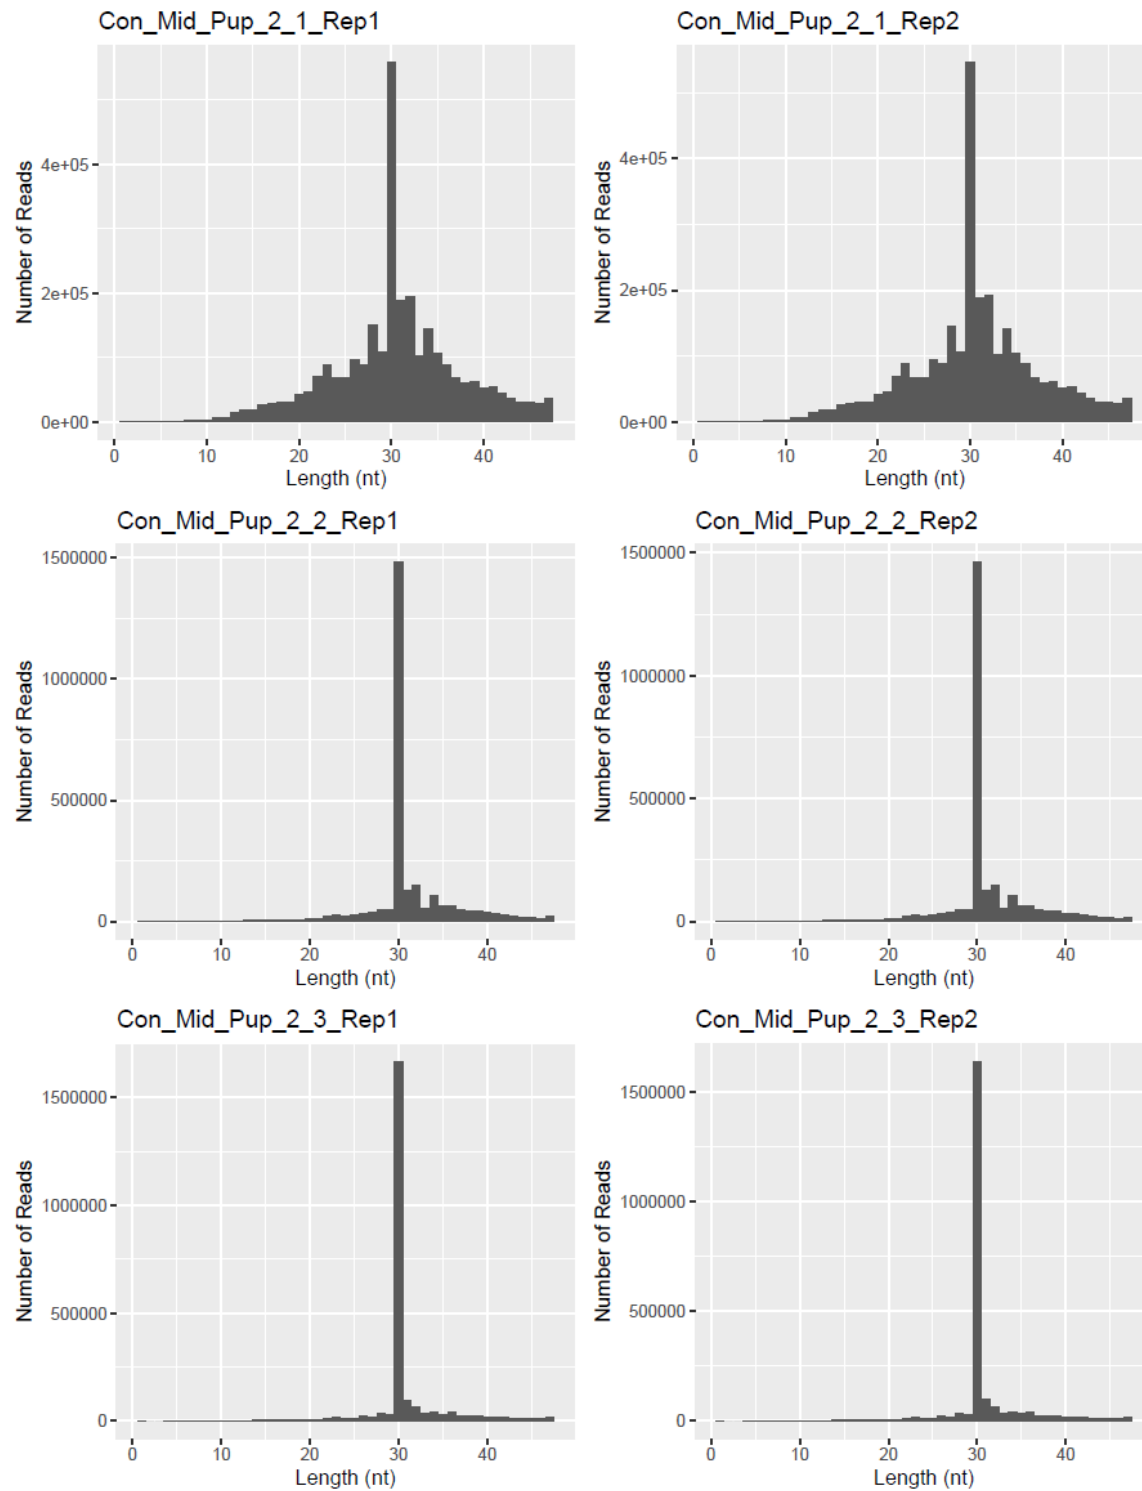 Con_Mid_Pup_2_1_Rep1
Number of Reads
4e+05
2e+05
0e+00
0 10 20 30 40
Length (nt)
Con_Mid_Pup_2_1_Rep2
Number of Reads
4e+05
2e+05
0e+00
0 10 20 30 40
Length (nt)
Con_Mid_Pup_2_2_Rep1
Number of Reads
1500000
1000000
500000
0
0 10 20 30 40
Length (nt)
Con_Mid_Pup_2_2_Rep2
Number of Reads
1500000
1000000
500000
0
0 10 20 30 40
Length (nt)
Con_Mid_Pup_2_3_Rep1
Number of Reads
1500000
1000000
500000
0
0 10 20 30 40
Length (nt)
Con_Mid_Pup_2_3_Rep2
Number of Reads
1500000
1000000
500000
0
0 10 20 30 40
Length (nt)